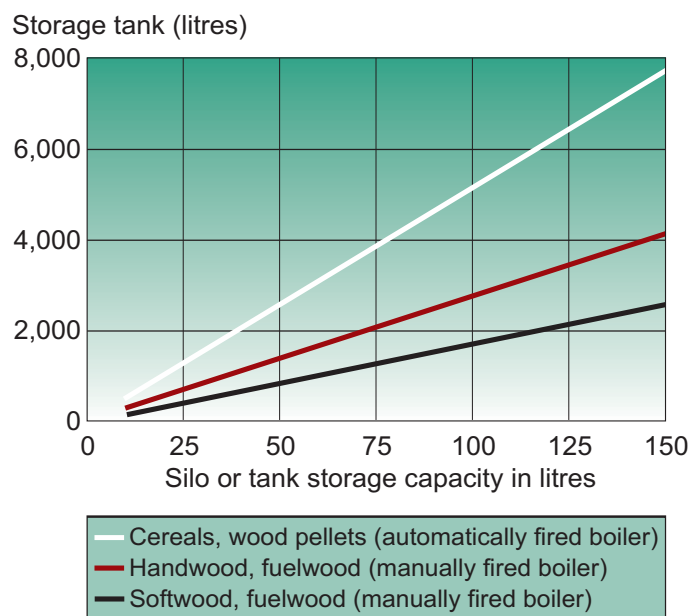 Storage tank (litres)
8,000
6,000
4,000
2,000
0
0 25 50 75 100 125 150
Silo or tank storage capacity in litres
Cereals, wood pellets (automatically fired boiler)
Handwood, fuelwood (manually fired boiler)
Softwood, fuelwood (manually fired boiler)